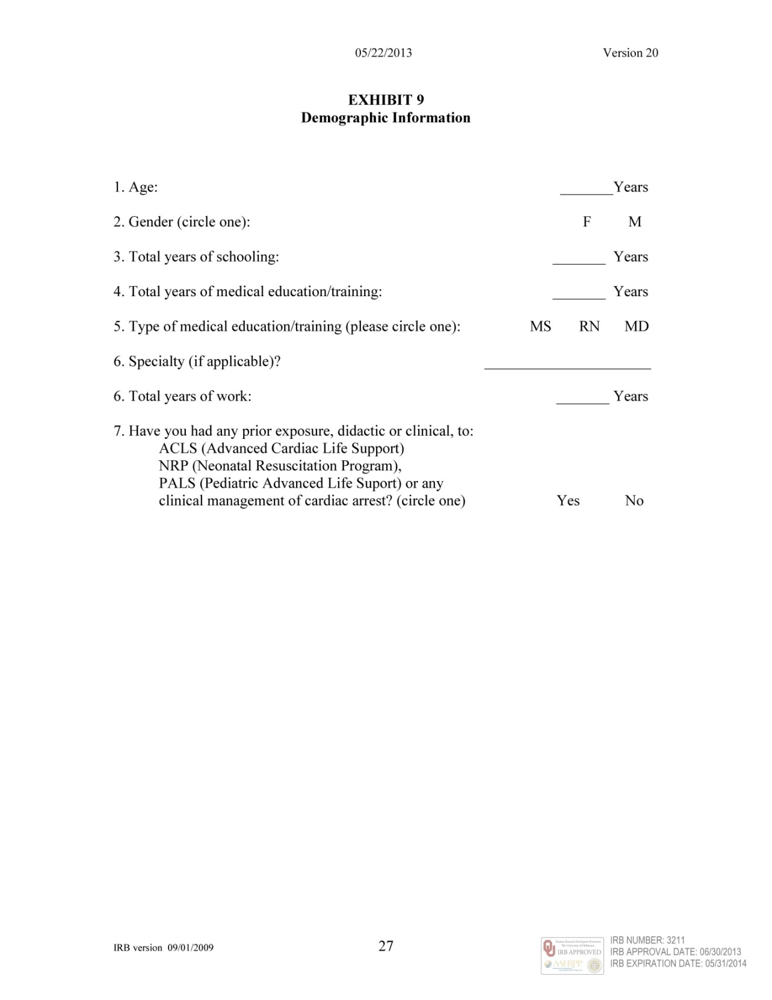 05/22/2013 Version 20
EXHIBIT 9
Demographic Information
1. Age: _______Years
2. Gender (circle one): F M
3. Total years of schooling: _______ Years
4. Total years of medical education/training: _______ Years
5. Type of medical education/training (please circle one): MS RN MD
6. Specialty (if applicable)? ______________________
6. Total years of work: _______ Years
7. Have you had any prior exposure, didactic or clinical, to:
ACLS (Advanced Cardiac Life Support)
NRP (Neonatal Resuscitation Program),
PALS (Pediatric Advanced Life Suport) or any
clinical management of cardiac arrest? (circle one) Yes No
IRB version 09/01/2009 27
Human Research Participant Protection
The University of Oklahoma
IRB APPROVED
AAHRPP
IRB NUMBER: 3211
IRB APPROVAL DATE: 06/30/2013
IRB EXPIRATION DATE: 05/31/2014